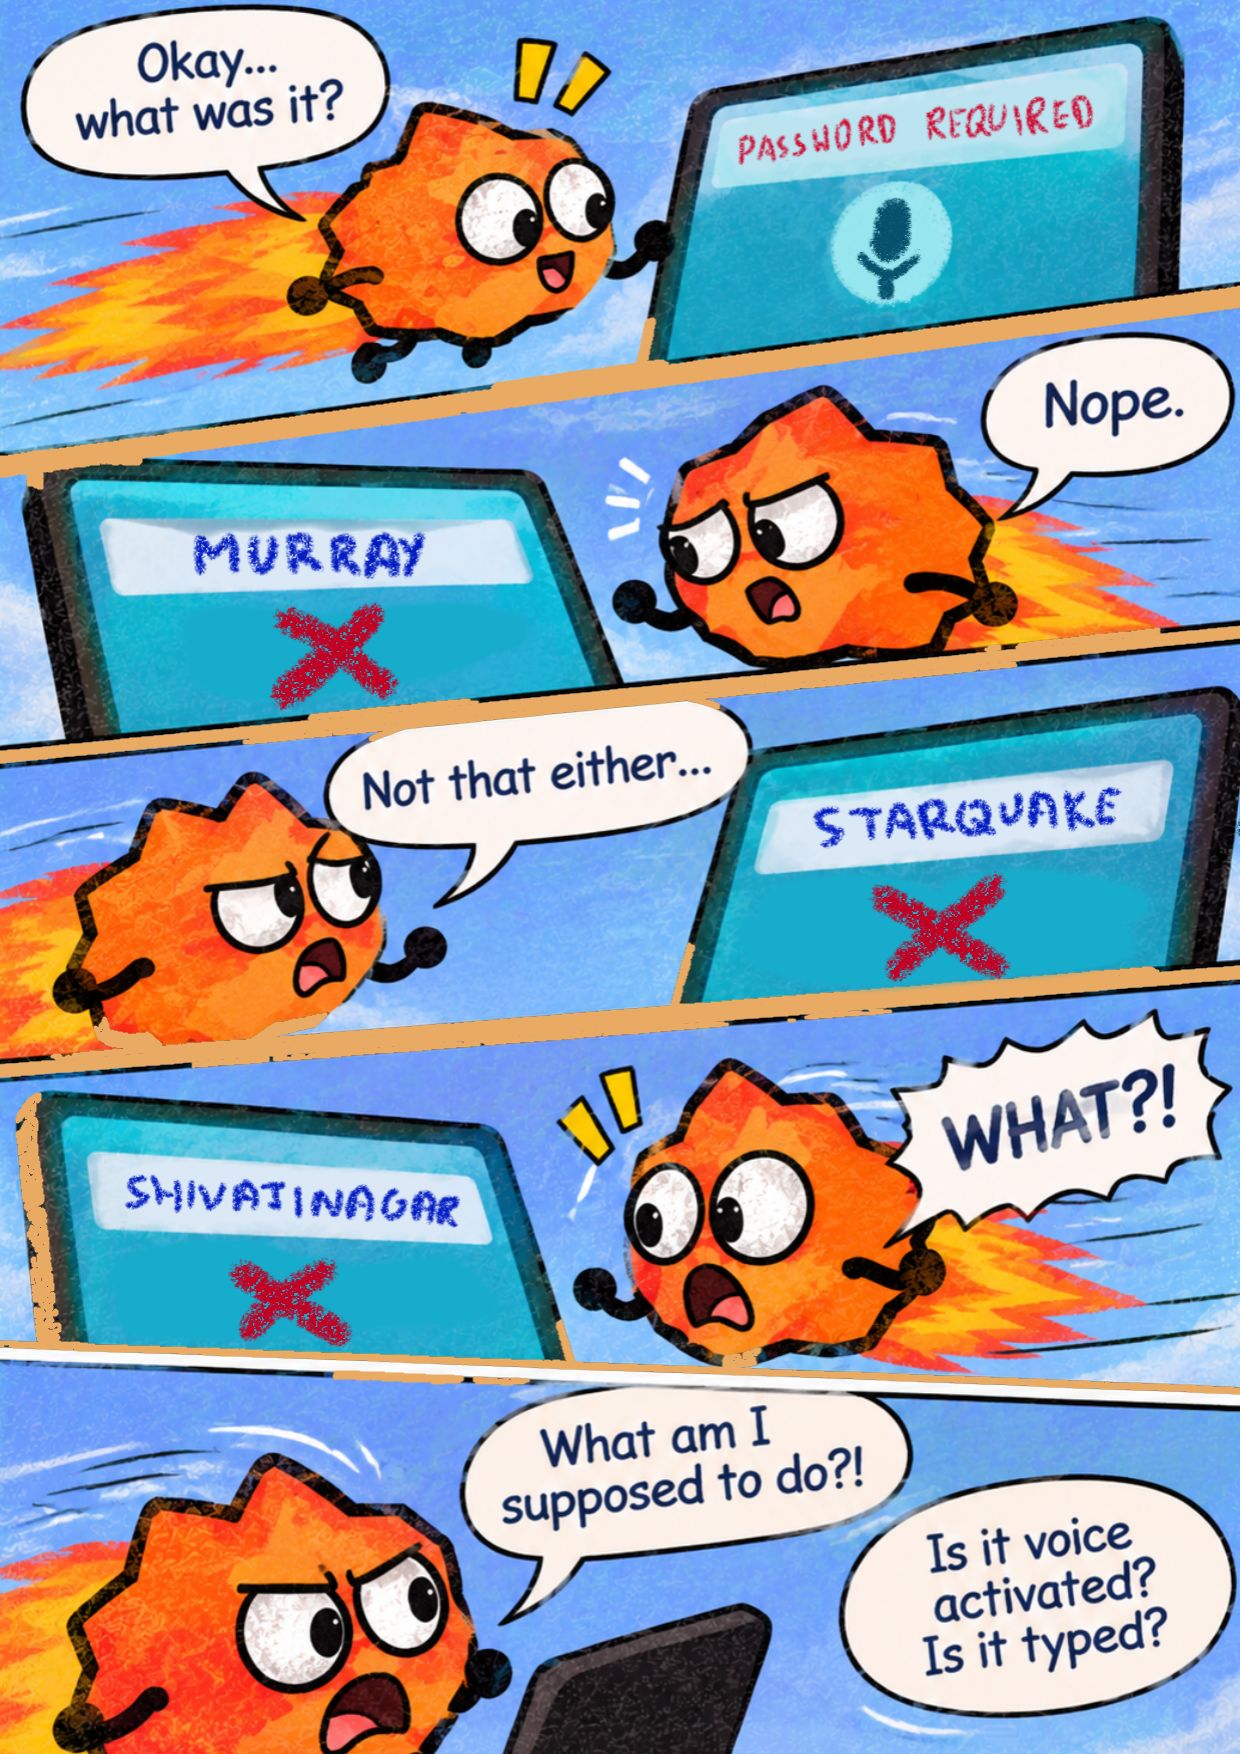 Okay...
what was it?
PASSWORD REQUIRED
Nope.
MURRAY
Not that either...
STARQUAKE
WHAT?!
SHIVAJINAGAR
What am I
supposed to do?!
Is it voice
activated?
Is it typed?